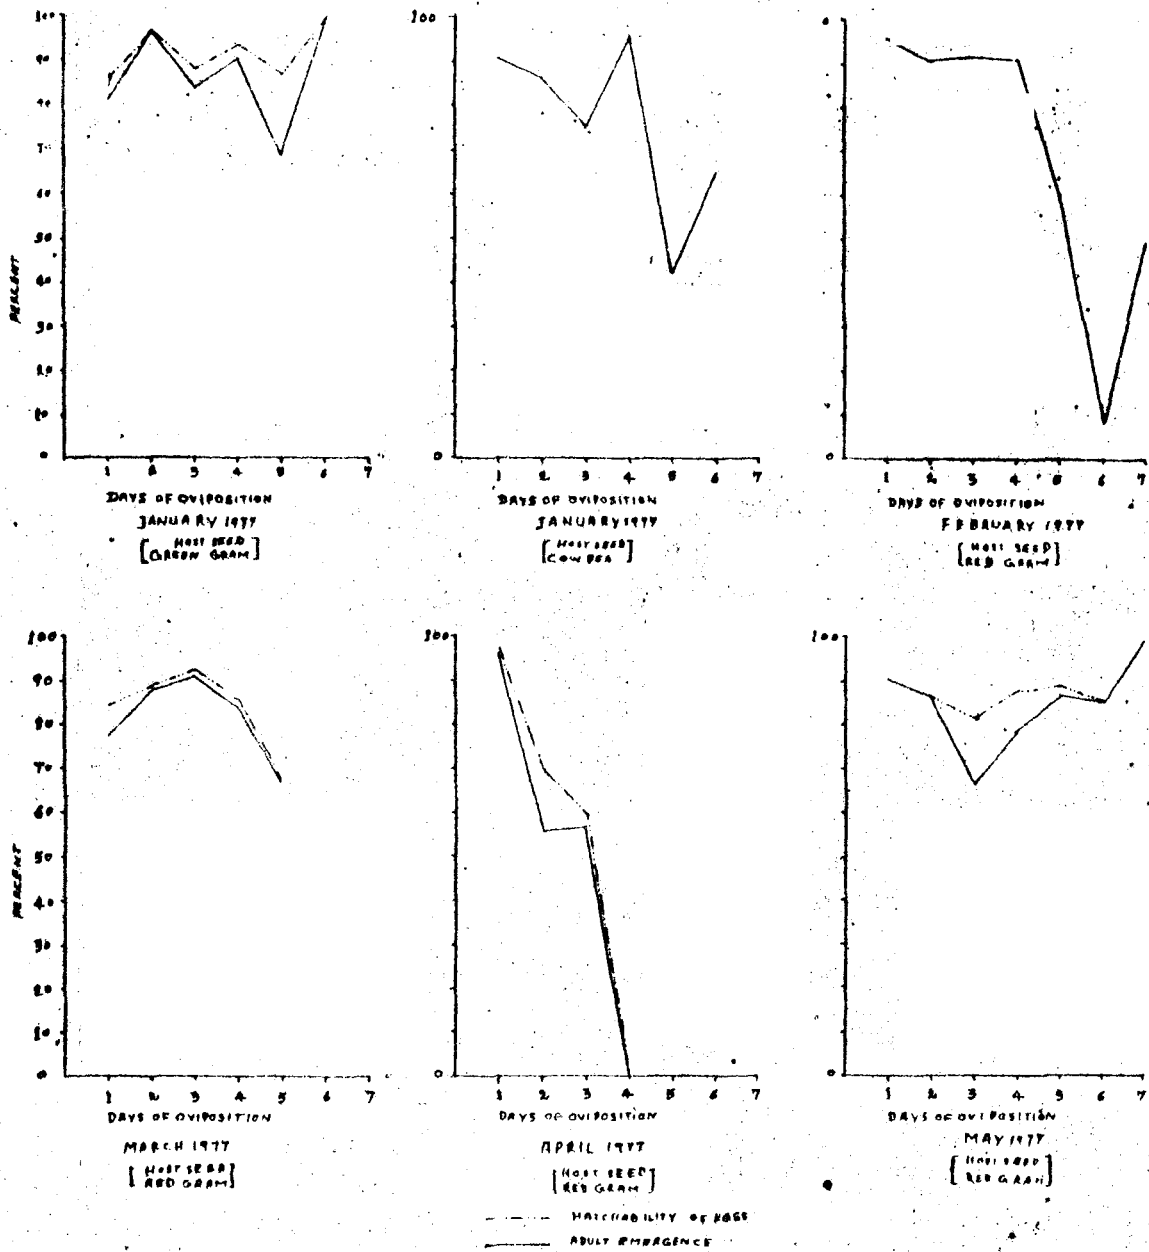 100
90
80
70
60
50
40
30
20
10
0
PERCENT
1 2 3 4 5 6 7
DAYS OF OVIPOSITION
JANUARY 1977
[HOST SEED
GREEN GRAM]
100
0
1 2 3 4 5 6 7
DAYS OF OVIPOSITION
JANUARY 1977
[HOST SEED
COWPEA]
0
1 2 3 4 5 6 7
DAYS OF OVIPOSITION
FEBRUARY 1977
[HOST SEED
RED GRAM]
100
90
80
70
60
50
40
30
20
10
0
PERCENT
1 2 3 4 5 6 7
DAYS OF OVIPOSITION
MARCH 1977
[HOST SEED
RED GRAM]
100
0
1 2 3 4 5 6 7
DAYS OF OVIPOSITION
APRIL 1977
[HOST SEED
RED GRAM]
100
0
1 2 3 4 5 6 7
DAYS OF OVIPOSITION
MAY 1977
[HOST SEED
RED GRAM]
HATCHABILITY OF EGGS
ADULT EMERGENCE